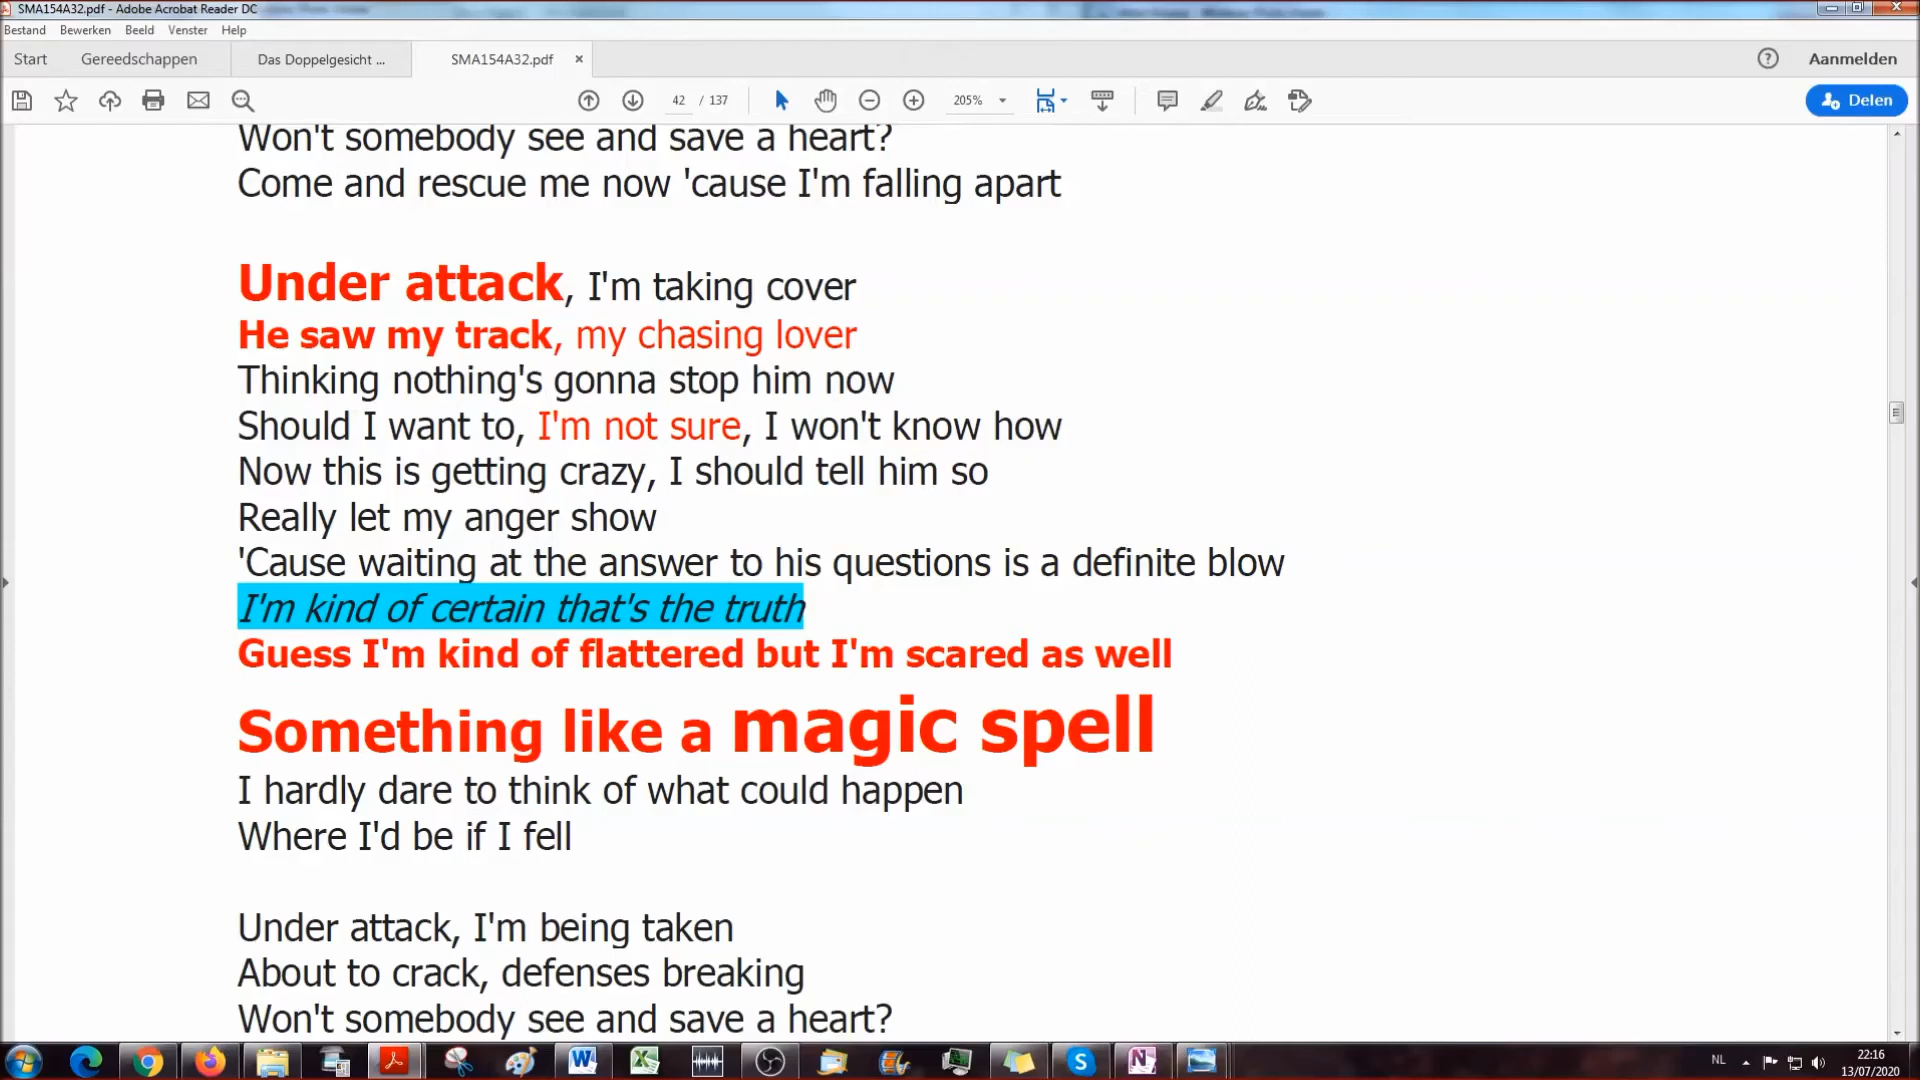 SMA154A32.pdf - Adobe Acrobat Reader DC
Bestand Bewerken Beeld Venster Help
Start Gereedschappen Das Doppelgesicht ... SMA154A32.pdf × Aanmelden
42 / 137 205% Delen
Won't somebody see and save a heart?
Come and rescue me now 'cause I'm falling apart
Under attack, I'm taking cover
He saw my track, my chasing lover
Thinking nothing's gonna stop him now
Should I want to, I'm not sure, I won't know how
Now this is getting crazy, I should tell him so
Really let my anger show
'Cause waiting at the answer to his questions is a definite blow
I'm kind of certain that's the truth
Guess I'm kind of flattered but I'm scared as well
Something like a magic spell
I hardly dare to think of what could happen
Where I'd be if I fell
Under attack, I'm being taken
About to crack, defenses breaking
Won't somebody see and save a heart?
NL 22:16
13/07/2020